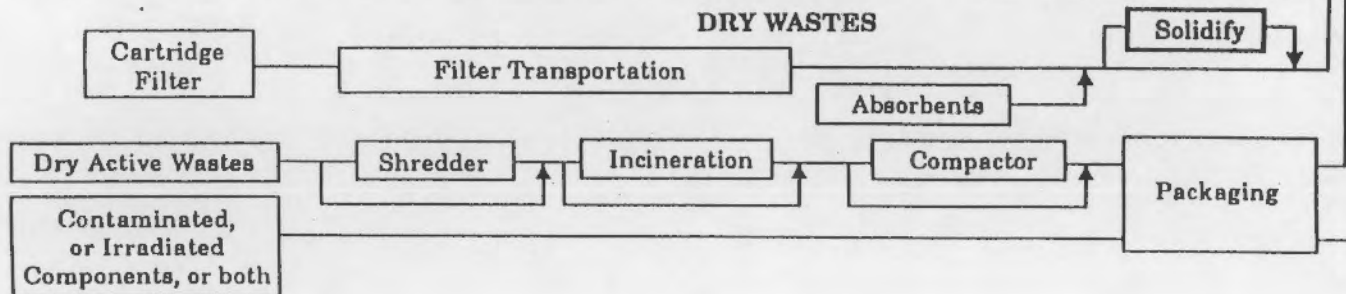 DRY WASTES
Solidify
Cartridge
Filter
Filter Transportation
Absorbents
Dry Active Wastes
Shredder
Incineration
Compactor
Packaging
Contaminated,
or Irradiated
Components, or both